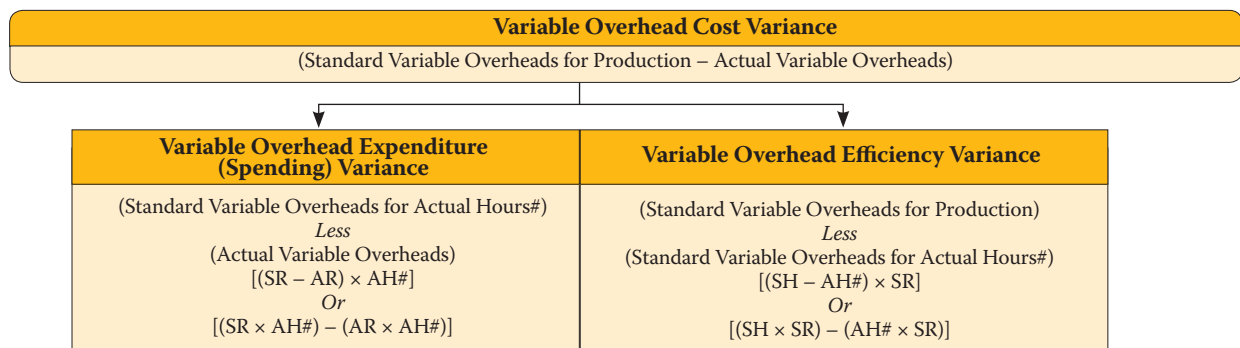 Variable Overhead Cost Variance
(Standard Variable Overheads for Production – Actual Variable Overheads)
Variable Overhead Expenditure
(Spending) Variance
(Standard Variable Overheads for Actual Hours#)
Less
(Actual Variable Overheads)
[(SR – AR) × AH#]
Or
[(SR × AH#) – (AR × AH#)]
Variable Overhead Efficiency Variance
(Standard Variable Overheads for Production)
Less
(Standard Variable Overheads for Actual Hours#)
[(SH – AH#) × SR]
Or
[(SH × SR) – (AH# × SR)]